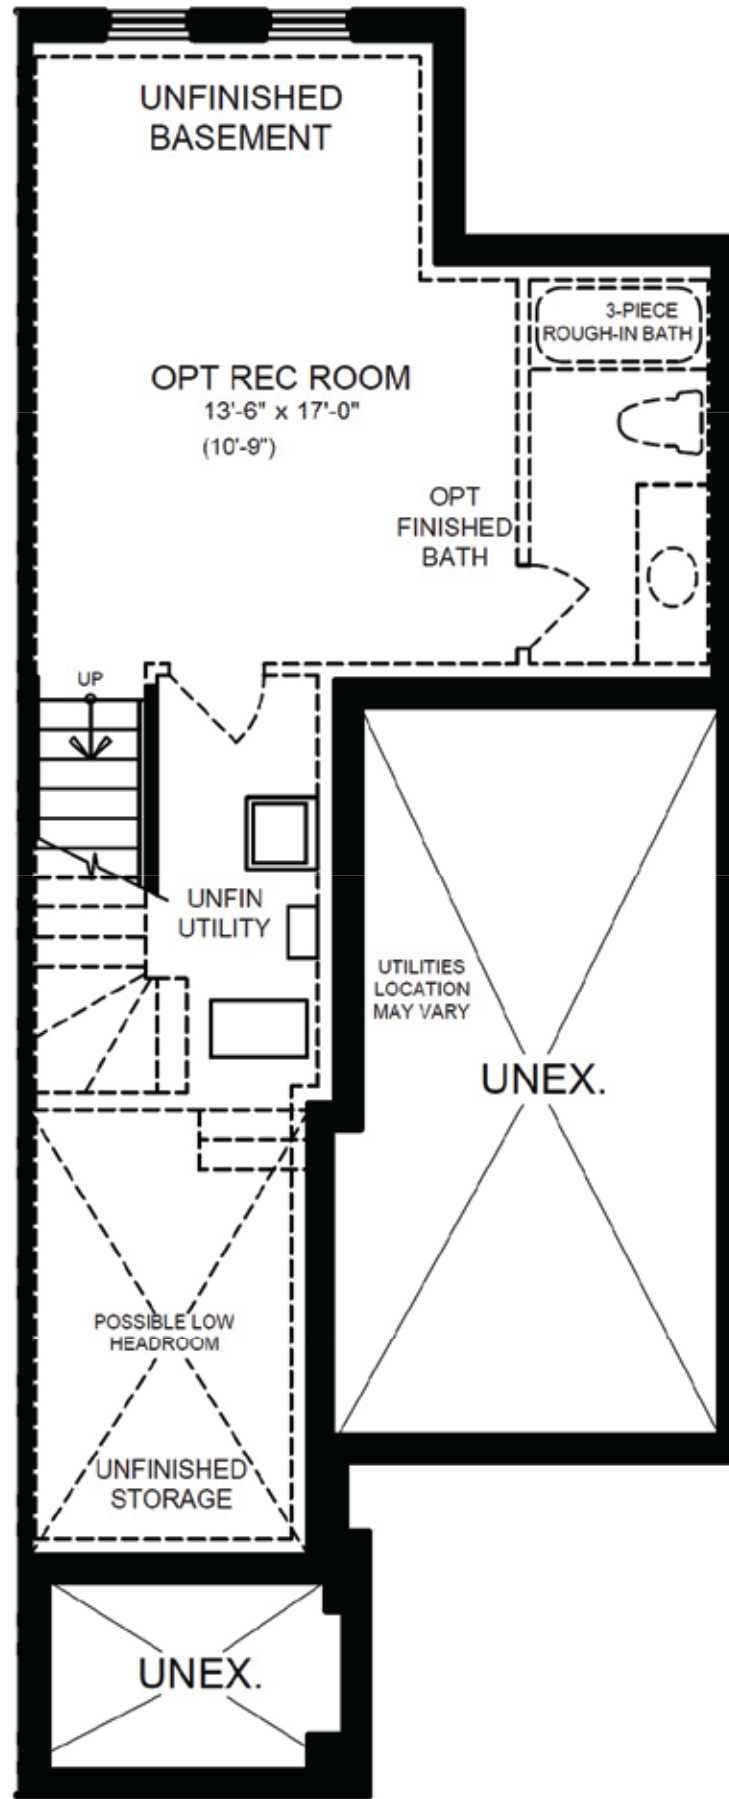 UNFINISHED
BASEMENT
3-PIECE
ROUGH-IN BATH
OPT REC ROOM
13'-6" x 17'-0"
(10'-9")
OPT
FINISHED
BATH
UP
UNFIN
UTILITY
UTILITIES
LOCATION
MAY VARY
UNEX.
POSSIBLE LOW
HEADROOM
UNFINISHED
STORAGE
UNEX.